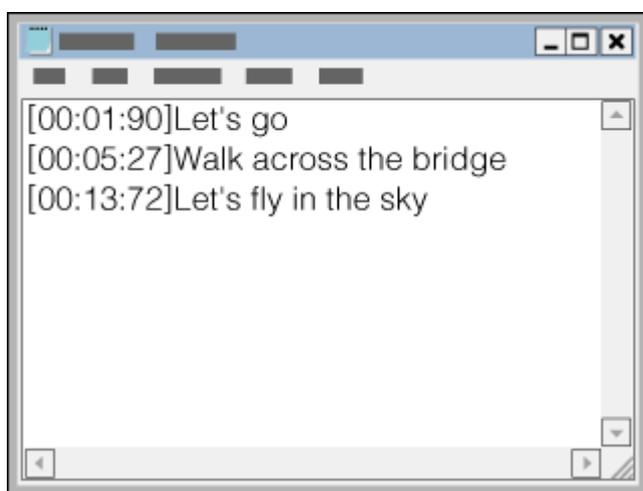 [00:01:90]Let's go
[00:05:27]Walk across the bridge
[00:13:72]Let's fly in the sky